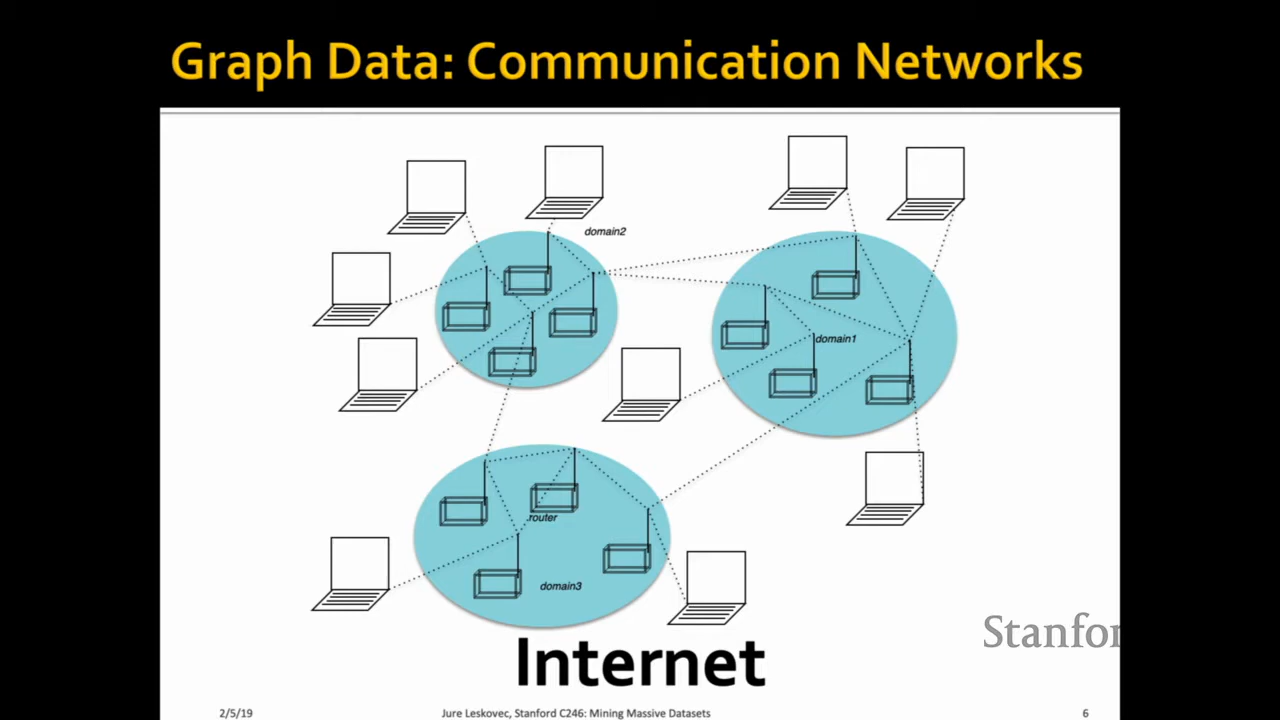 Graph Data: Communication Networks
domain2
domain1
router
domain3
Stanfor
Internet
2/5/19
Jure Leskovec, Stanford C246: Mining Massive Datasets
6